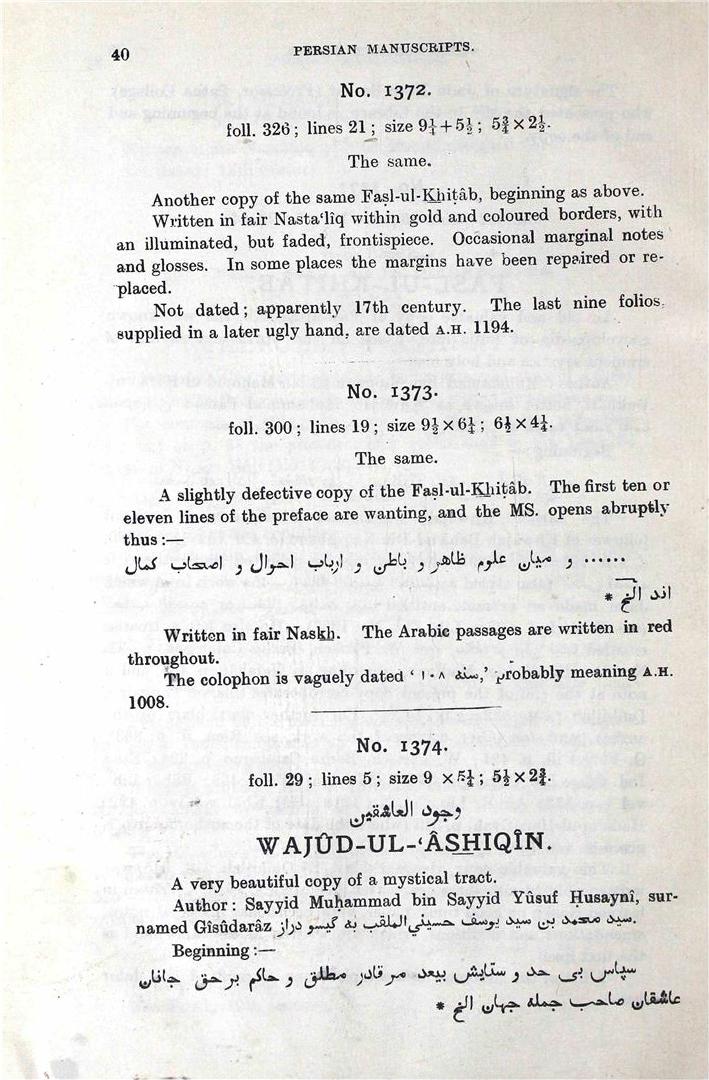 40
PERSIAN MANUSCRIPTS.
No. 1372.
foll. 326; lines 21; size 9¼+5½; 5¾×2½.
The same.
Another copy of the same Faṣl-ul-K͟hiṭâb, beginning as above.
Written in fair Nasta‘lîq within gold and coloured borders, with
an illuminated, but faded, frontispiece. Occasional marginal notes
and glosses. In some places the margins have been repaired or re-
placed.
Not dated; apparently 17th century. The last nine folios,
supplied in a later ugly hand, are dated A.H. 1194.
No. 1373.
foll. 300; lines 19; size 9½×6¼; 6½×4¼.
The same.
A slightly defective copy of the Faṣl-ul-K͟hiṭâb. The first ten or
eleven lines of the preface are wanting, and the MS. opens abruptly
thus:—
...... و میان علوم ظاهر و باطن و ارباب احوال و اصحاب کمال
اند الخ *
Written in fair Nask͟h. The Arabic passages are written in red
throughout.
The colophon is vaguely dated ‘ سنه ۱۰۸ ا,’ probably meaning A.H.
1008.
No. 1374.
foll. 29; lines 5; size 9 ×5¼; 5½×2¾.
وجود العاشقین
WAJÛD-UL-‘ÂS͟HIQÎN.
A very beautiful copy of a mystical tract.
Author: Sayyid Muḥammad bin Sayyid Yûsuf Ḥusaynî, sur-
named Gîsûdarâz سید محمد بن سید یوسف حسینی الملقب به گیسو دراز.
Beginning:—
سپاس بی حد و ستایش بیعد مر قادر مطلق و حاکم بر حق جانان
عاشقان صاحب جمله جهان الخ *